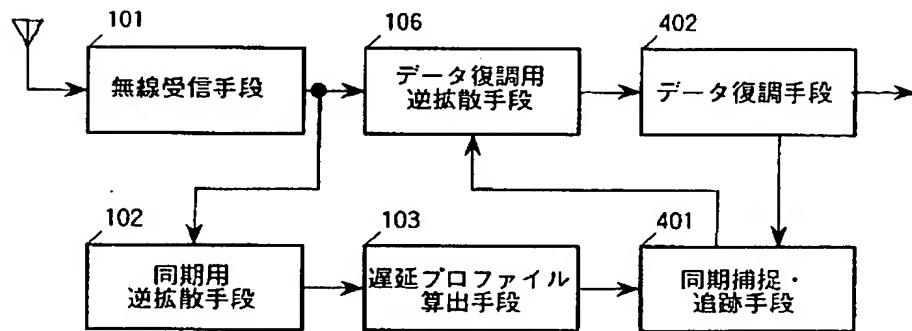 101
無線受信手段
106
データ復調用
逆拡散手段
402
データ復調手段
102
同期用
逆拡散手段
103
遅延プロファイル
算出手段
401
同期捕捉・
追跡手段